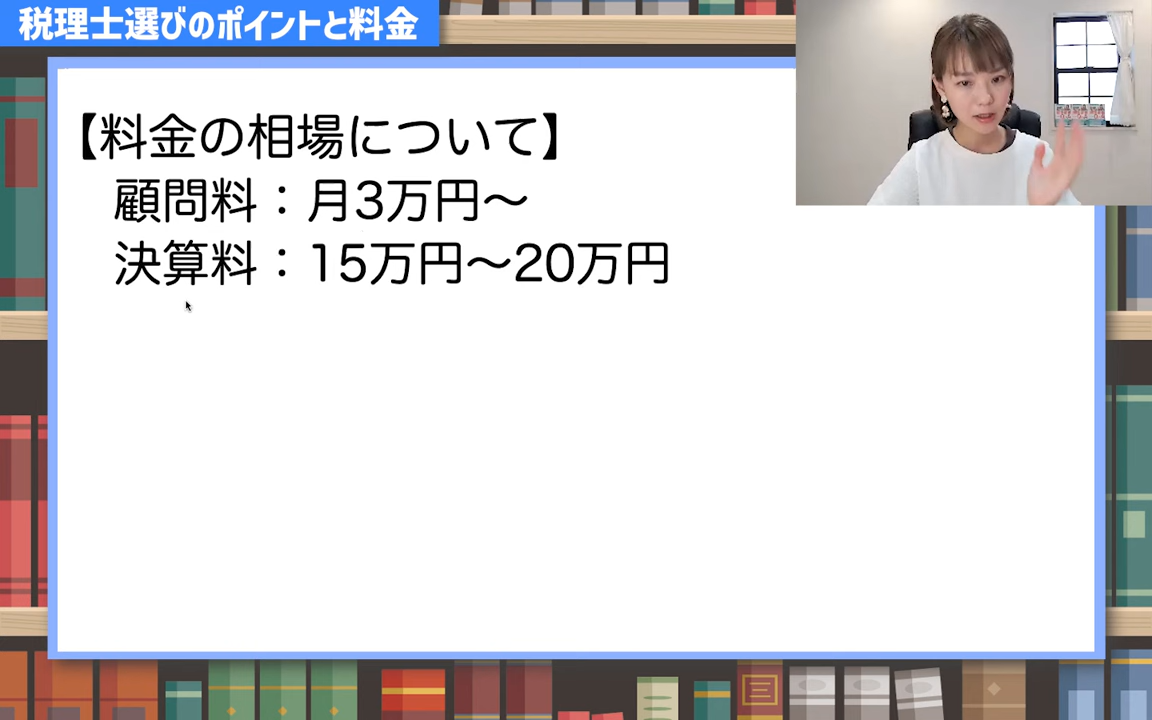 税理士選びのポイントと料金
【料金の相場について】
顧問料：月3万円〜
決算料：15万円〜20万円